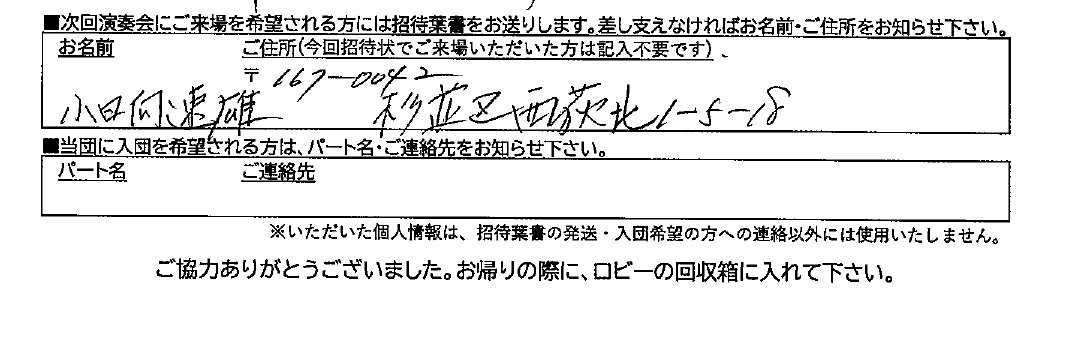 ■次回演奏会にご来場を希望される方には招待葉書をお送りします。差し支えなければお名前・ご住所をお知らせ下さい。
お名前 ご住所(今回招待状でご来場いただいた方は記入不要です)
〒167-0042
小日向速雄 杉並区西荻北1-5-18
■当団に入団を希望される方は、パート名・ご連絡先をお知らせ下さい。
パート名 ご連絡先
※いただいた個人情報は、招待葉書の発送・入団希望の方への連絡以外には使用いたしません。
ご協力ありがとうございました。お帰りの際に、ロビーの回収箱に入れて下さい。